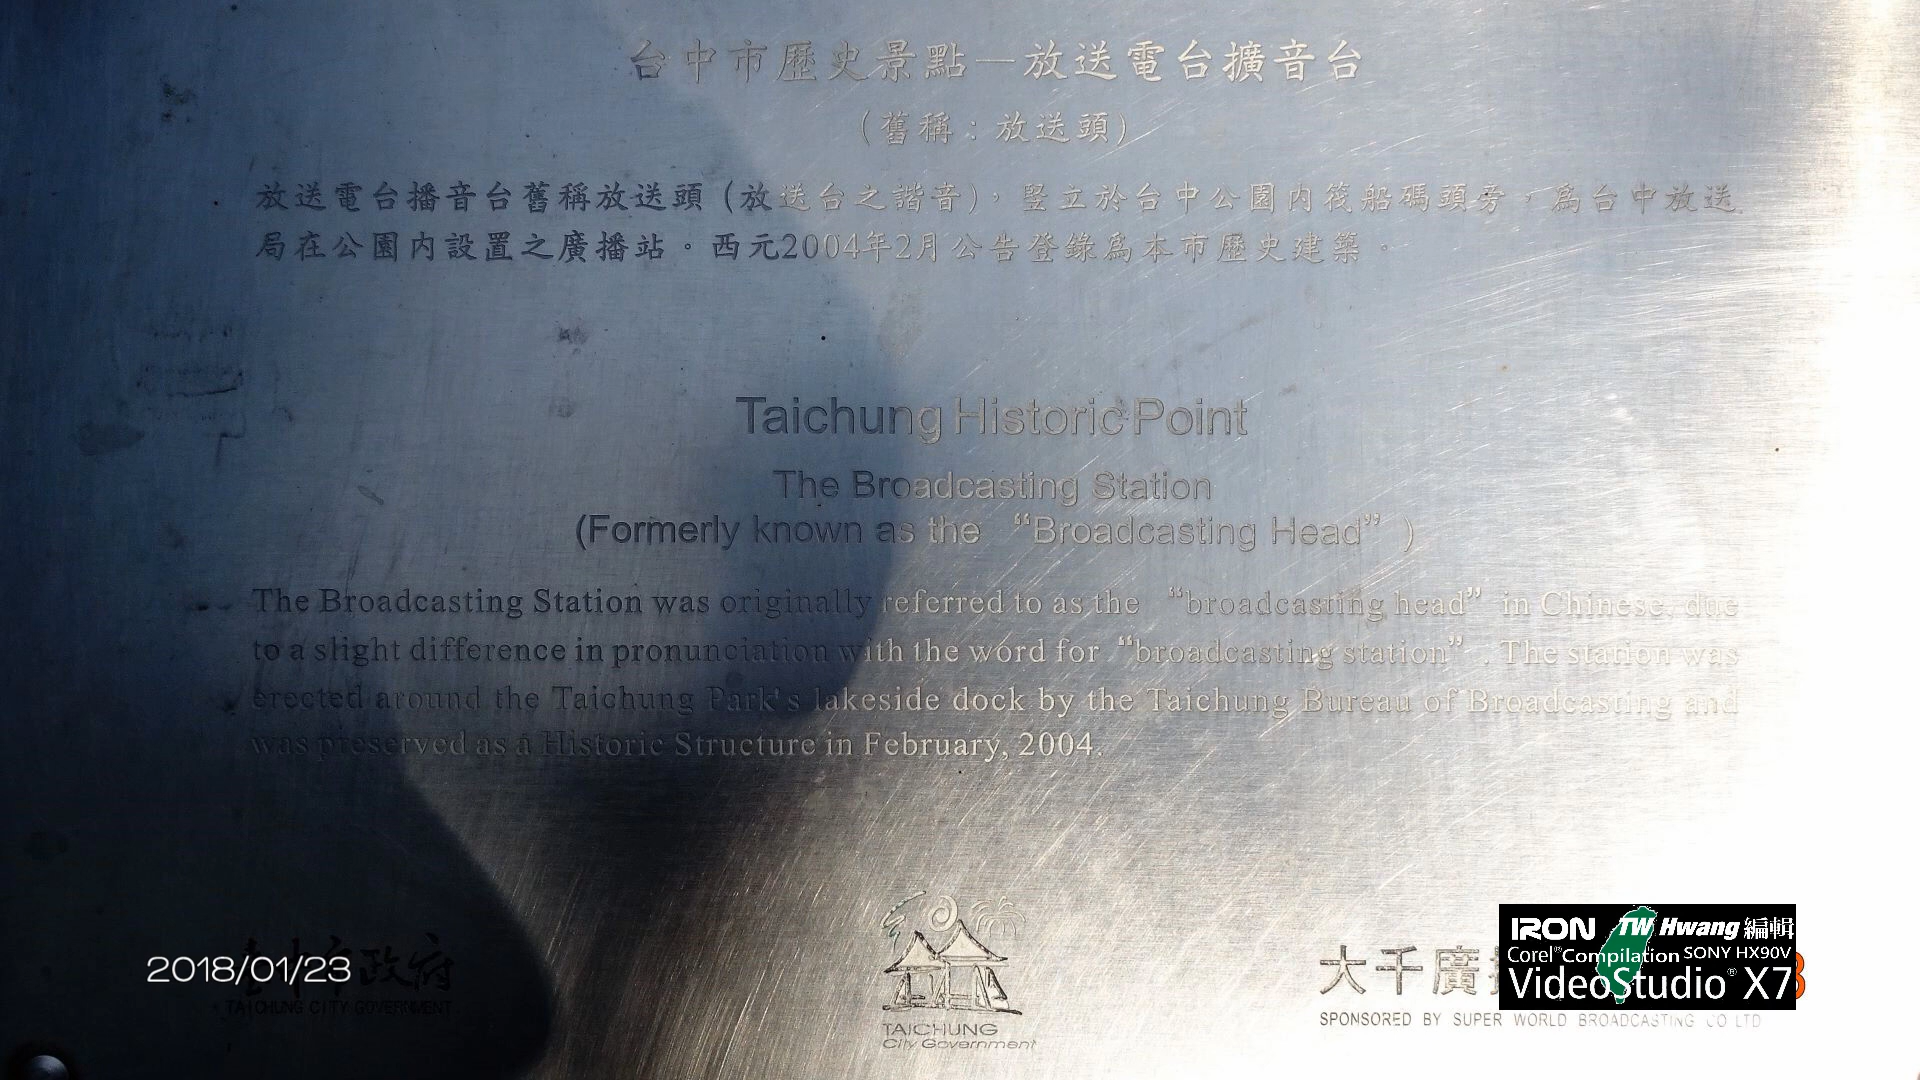 台中市歷史景點—放送電台擴音台
(舊稱：放送頭)
放送電台播音台舊稱放送頭(放送台之諧音)，豎立於台中公園內筏船碼頭旁，為台中放送
局在公園內設置之廣播站。西元2004年2月公告登錄為本市歷史建築。
Taichung Historic Point
The Broadcasting Station
(Formerly known as the “Broadcasting Head” )
The Broadcasting Station was originally referred to as the “broadcasting head” in Chinese, due
to a slight difference in pronunciation with the word for “broadcasting station” . The station was
erected around the Taichung Park's lakeside dock by the Taichung Bureau of Broadcasting and
was preserved as a Historic Structure in February, 2004.
2018/01/23
臺中市政府
TAICHUNG CITY GOVERNMENT
TAICHUNG
City Government
大千廣播
SPONSORED BY SUPER WORLD BROADCASTING CO LTD
IRON TW Hwang 編輯
Corel® Compilation SONY HX90V
VideoStudio® X7